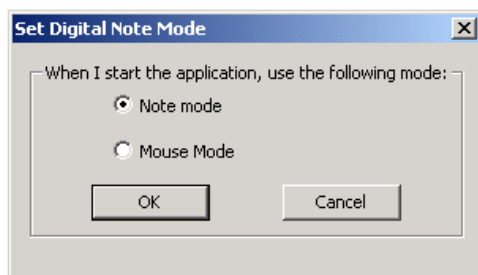 Set Digital Note Mode
When I start the application, use the following mode:
Note mode
Mouse Mode
OK Cancel